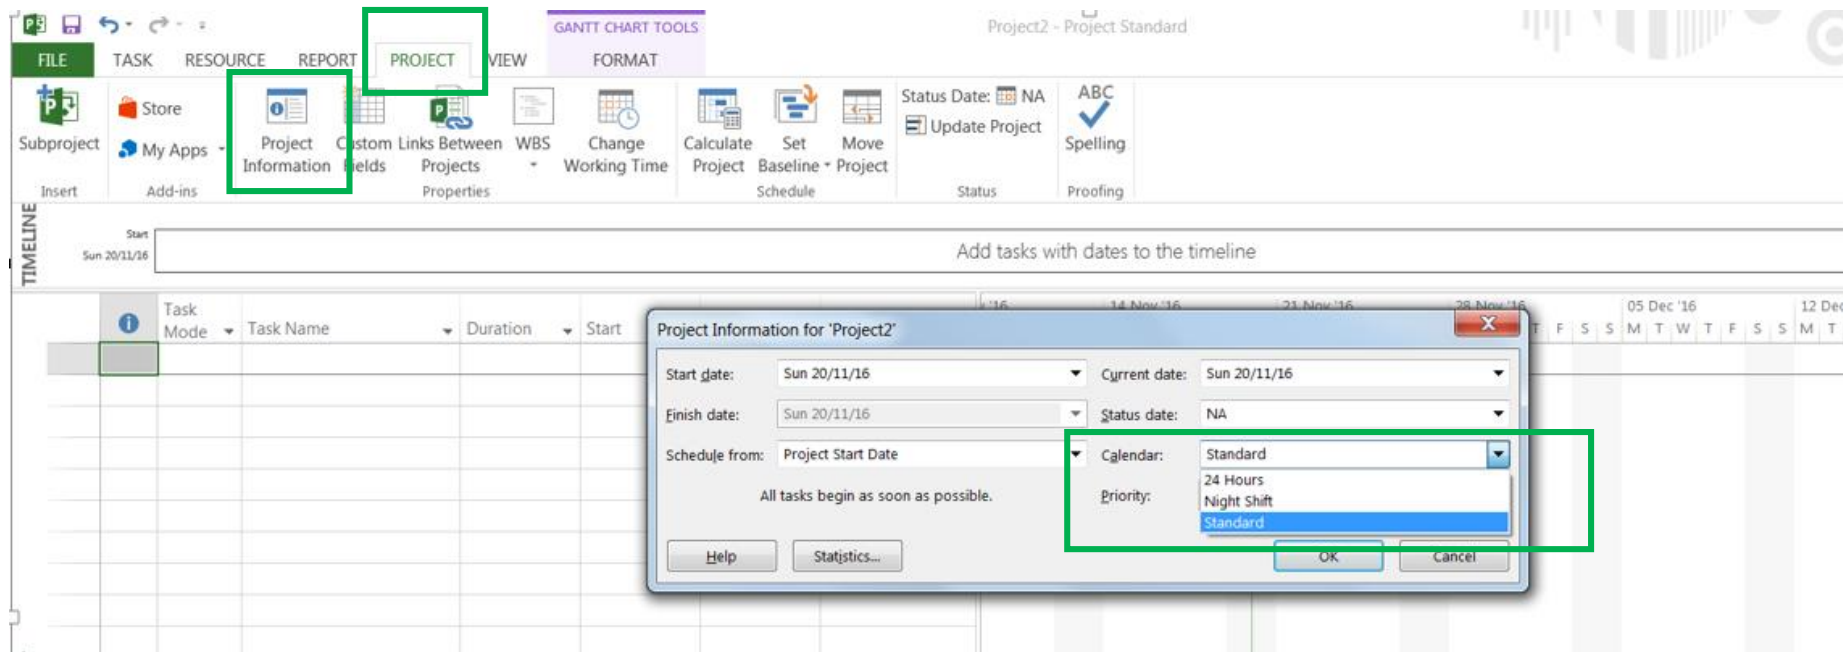 GANTT CHART TOOLS
Project2 - Project Standard
FILE TASK RESOURCE REPORT PROJECT VIEW FORMAT
Subproject
Store
My Apps
Project
Information
Custom
Fields
Links Between
Projects
WBS
Change
Working Time
Calculate
Project
Set
Baseline
Move
Project
Status Date: NA
Update Project
ABC
Spelling
Insert Add-ins Properties Schedule Status Proofing
TIMELINE
Start
Sun 20/11/16
Add tasks with dates to the timeline
Task
Mode
Task Name
Duration
Start
'16 14 Nov '16 21 Nov '16 28 Nov '16 05 Dec '16 12 Dec
T F S S M T W T F S S M T
Project Information for 'Project2'
Start date: Sun 20/11/16 Current date: Sun 20/11/16
Finish date: Sun 20/11/16 Status date: NA
Schedule from: Project Start Date Calendar: Standard
24 Hours
All tasks begin as soon as possible. Priority: Night Shift
Standard
Help Statistics... OK Cancel